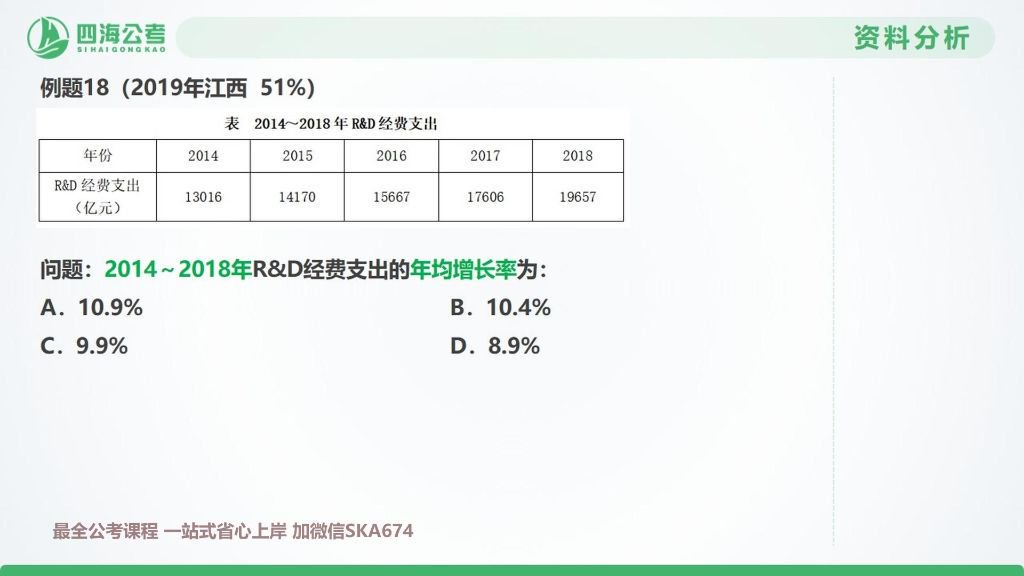 四海公考
SIHAIGONGKAO
资料分析
例题18（2019年江西 51%）
表 2014～2018 年 R&D 经费支出
年份 2014 2015 2016 2017 2018
R&D 经费支出（亿元） 13016 14170 15667 17606 19657
问题：2014～2018年R&D经费支出的年均增长率为：
A．10.9% B．10.4%
C．9.9% D．8.9%
最全公考课程 一站式省心上岸 加微信SKA674